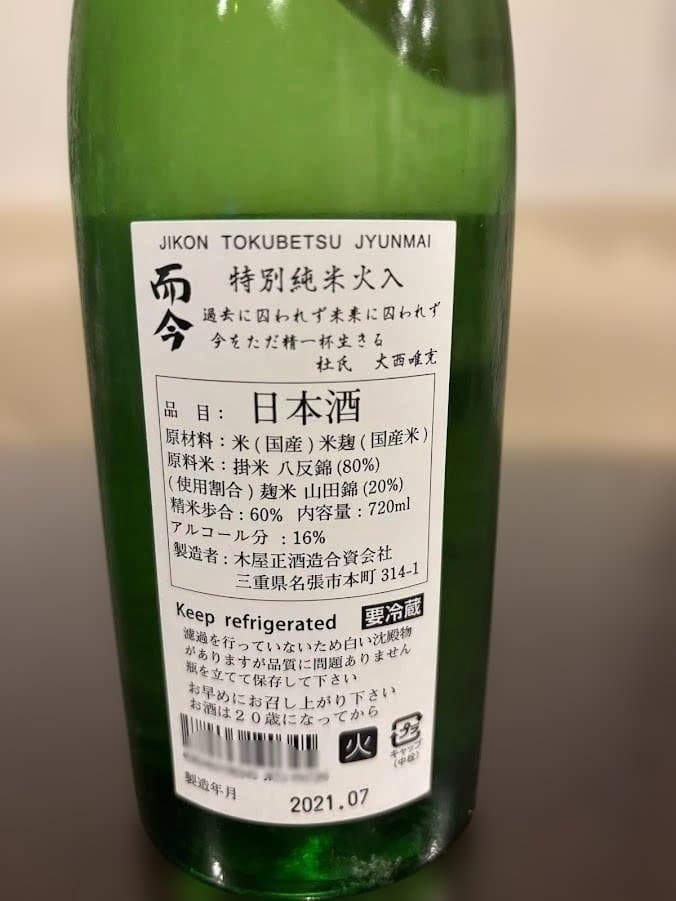 JIKON TOKUBETSU JYUNMAI
而今
特別純米火入
過去に囚われず未来に囚われず
今をただ精一杯生きる
杜氏 大西唯克
品目：日本酒
原材料：米(国産)米麹(国産米)
原料米：掛米 八反錦(80%)
(使用割合)麹米 山田錦(20%)
精米歩合：60% 内容量：720ml
アルコール分：16%
製造者：木屋正酒造合資会社
三重県名張市本町 314-1
Keep refrigerated 要冷蔵
濾過を行っていないため白い沈殿物
がありますが品質に問題ありません
瓶を立てて保存して下さい
お早めにお召し上がり下さい
お酒は20歳になってから
火
プラ
キャップ
(中栓)
製造年月 2021.07